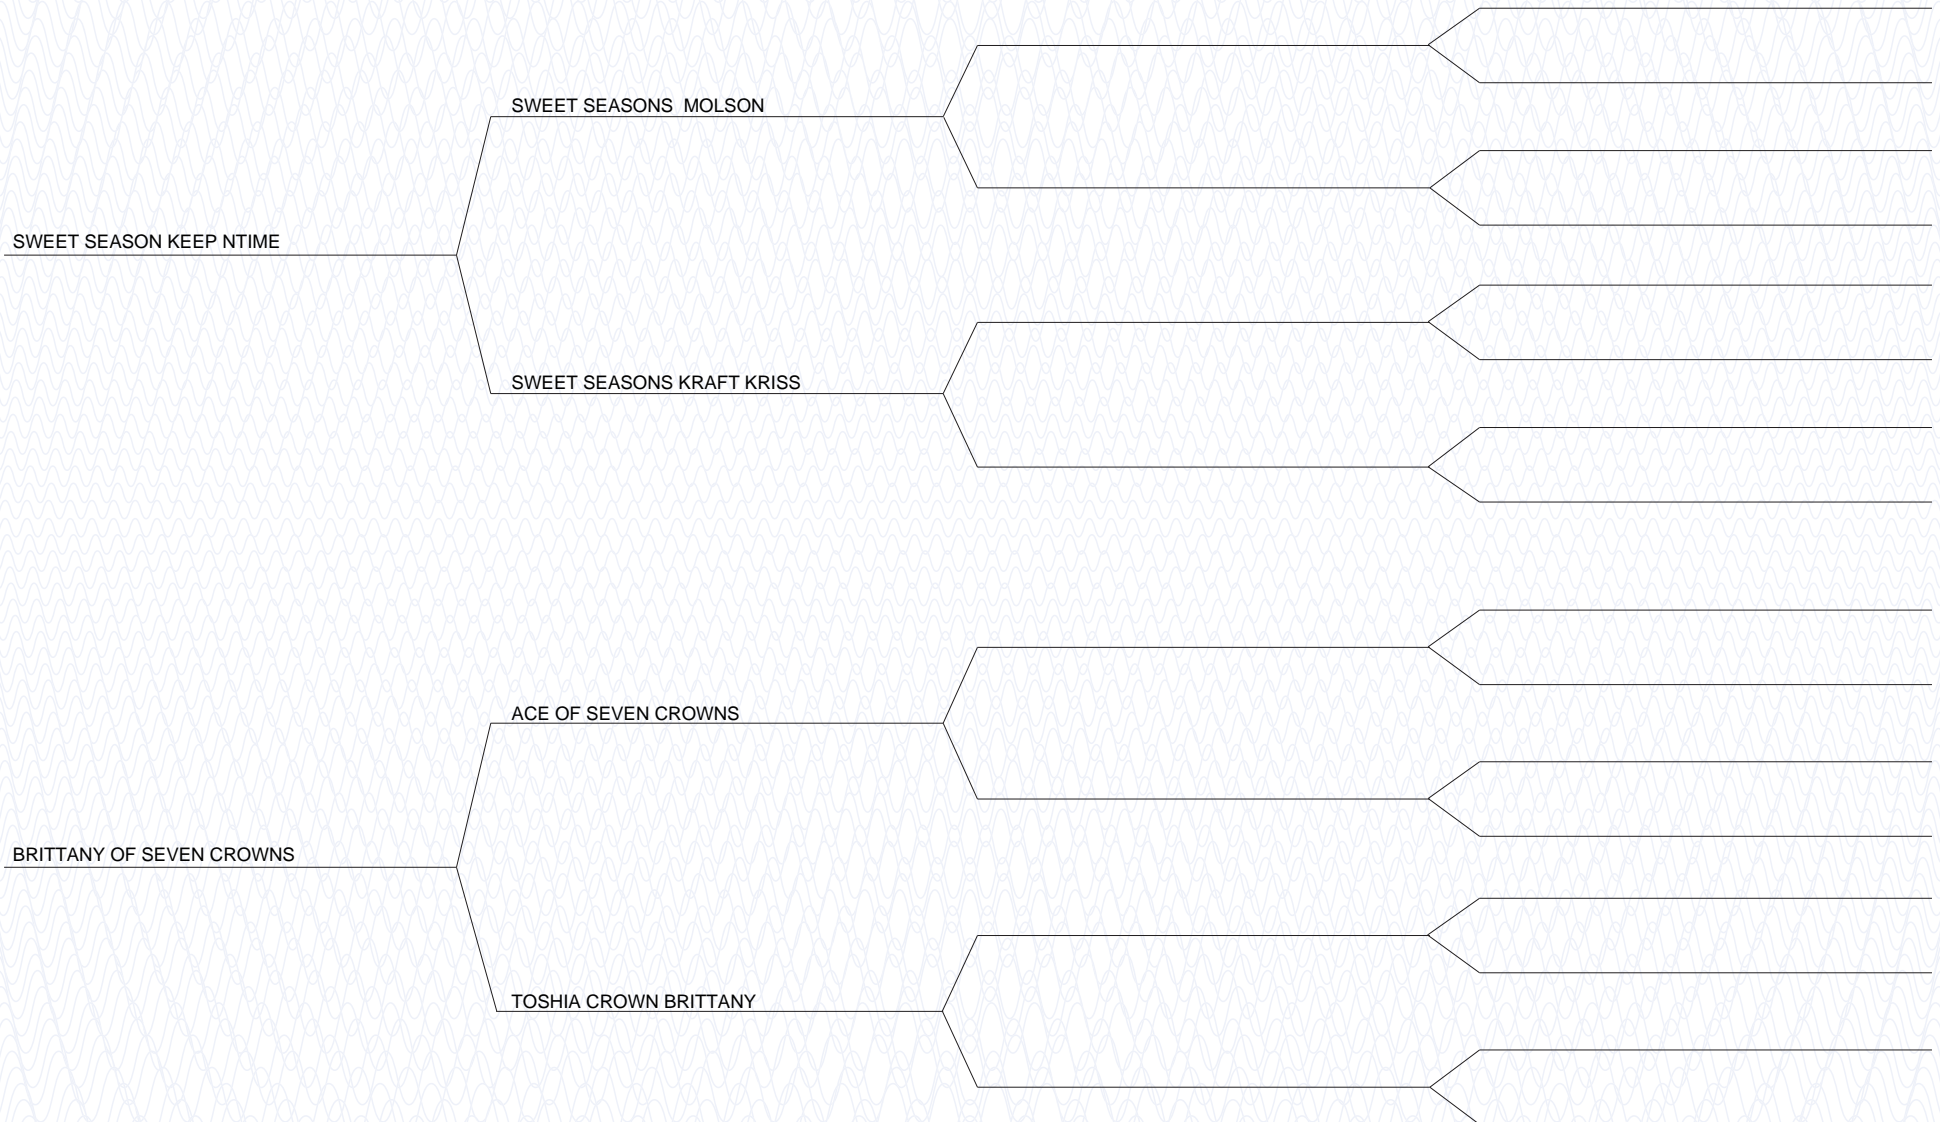 SWEET SEASONS  MOLSON
SWEET SEASON KEEP NTIME
SWEET SEASONS KRAFT KRISS
ACE OF SEVEN CROWNS
BRITTANY OF SEVEN CROWNS
TOSHIA CROWN BRITTANY